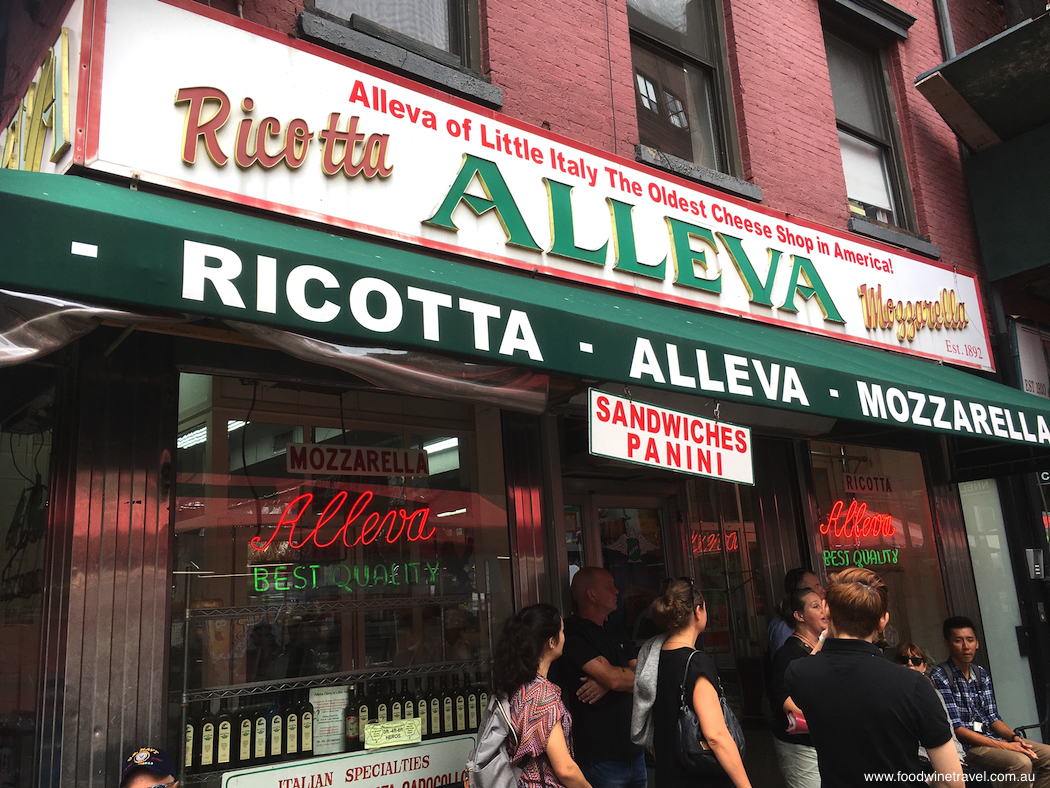 Alleva of Little Italy The Oldest Cheese Shop in America!
Ricotta
ALLEVA
Mozzarella
Est. 1892
- RICOTTA - ALLEVA - MOZZARELLA
SANDWICHES
PANINI
MOZZARELLA
Alleva
BEST QUALITY
RICOTTA
Alleva
BEST QUALITY
HEROS
ITALIAN SPECIALTIES
www.foodwinetravel.com.au